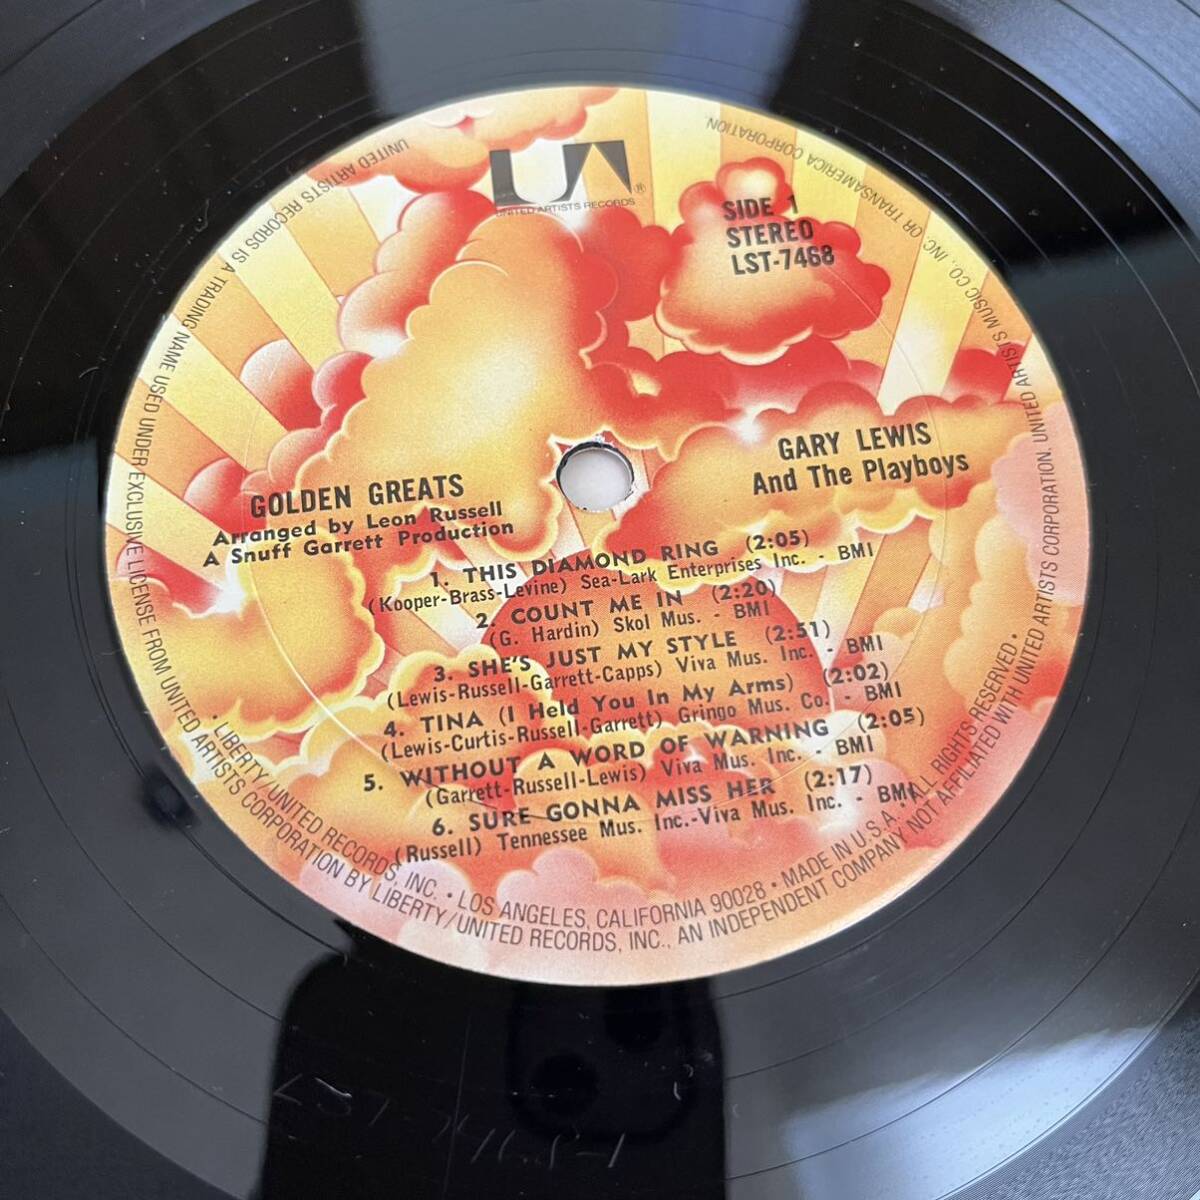 UA
®
UNITED ARTISTS RECORDS
SIDE 1
STEREO
LST-7468
GOLDEN GREATS
Arranged by Leon Russell
A Snuff Garrett Production
GARY LEWIS
And The Playboys
1. THIS DIAMOND RING (2:05)
(Kooper-Brass-Levine) Sea-Lark Enterprises Inc. - BMI
2. COUNT ME IN (2:20)
(G. Hardin) Skol Mus. - BMI
3. SHE'S JUST MY STYLE (2:51)
(Lewis-Russell-Garrett-Capps) Viva Mus. Inc. - BMI
4. TINA (I Held You In My Arms) (2:02)
(Lewis-Curtis-Russell-Garrett) Gringo Mus. Co. - BMI
5. WITHOUT A WORD OF WARNING (2:05)
(Garrett-Russell-Lewis) Viva Mus. Inc. - BMI
6. SURE GONNA MISS HER (2:17)
(Russell) Tennessee Mus. Inc.-Viva Mus. Inc. - BMI
• LIBERTY/UNITED RECORDS, INC. • LOS ANGELES, CALIFORNIA 90028 • MADE IN U.S.A. ALL RIGHTS RESERVED •
UNITED ARTISTS RECORDS IS A TRADING NAME USED UNDER EXCLUSIVE LICENSE FROM UNITED ARTISTS CORPORATION BY LIBERTY/UNITED RECORDS, INC., AN INDEPENDENT COMPANY NOT AFFILIATED WITH UNITED ARTISTS CORPORATION, UNITED ARTISTS MUSIC CO., INC. OR TRANSAMERICA CORPORATION
LST-7468-1